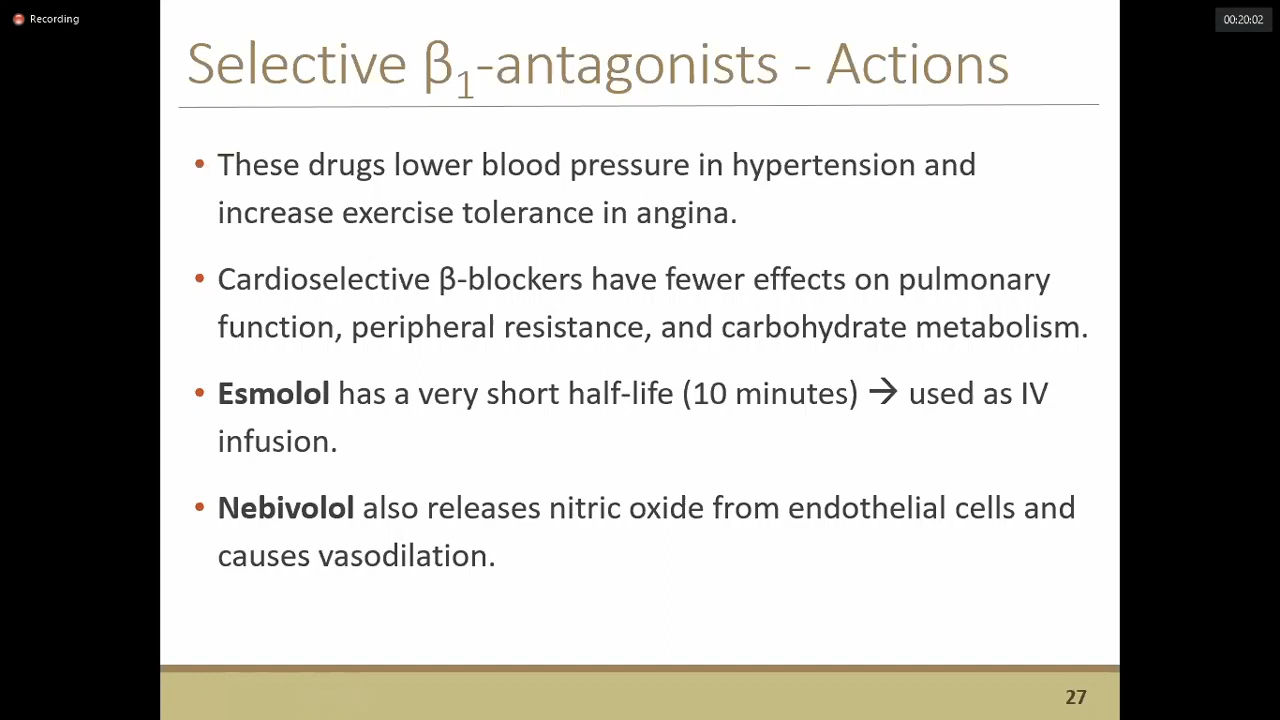 Recording
00:20:02
Selective β₁-antagonists - Actions
• These drugs lower blood pressure in hypertension and
increase exercise tolerance in angina.
• Cardioselective β-blockers have fewer effects on pulmonary
function, peripheral resistance, and carbohydrate metabolism.
• Esmolol has a very short half-life (10 minutes) → used as IV
infusion.
• Nebivolol also releases nitric oxide from endothelial cells and
causes vasodilation.
27